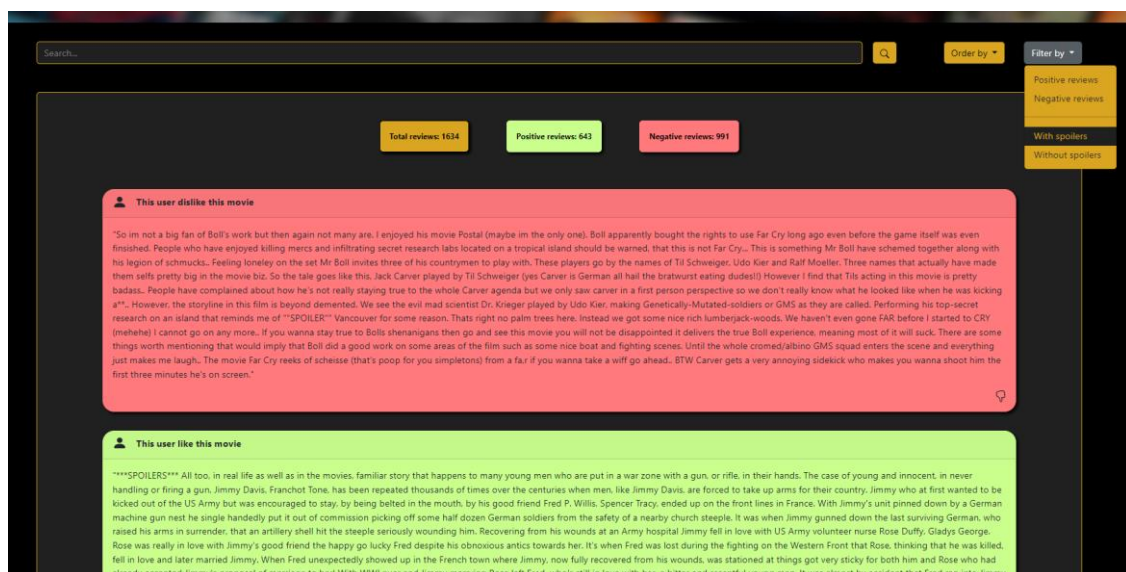 Search...
Order by
Filter by
Positive reviews
Negative reviews
With spoilers
Without spoilers
Total reviews: 1634
Positive reviews: 643
Negative reviews: 991
This user dislike this movie
"So im not a big fan of Boll's work but then again not many are. I enjoyed his movie Postal (maybe im the only one). Boll apparently bought the rights to use Far Cry long ago even before the game itself was even
finsished. People who have enjoyed killing mercs and infiltrating secret research labs located on a tropical island should be warned, that this is not Far Cry... This is something Mr Boll have schemed together along with
his legion of schmucks.. Feeling loneley on the set Mr Boll invites three of his countrymen to play with. These players go by the names of Til Schweiger, Udo Kier and Ralf Moeller. Three names that actually have made
them selfs pretty big in the movie biz. So the tale goes like this, Jack Carver played by Til Schweiger (yes Carver is German all hail the bratwurst eating dudes!!) However I find that Tils acting in this movie is pretty
badass.. People have complained about how he's not really staying true to the whole Carver agenda but we only saw carver in a first person perspective so we don't really know what he looked like when he was kicking
a**.. However, the storyline in this film is beyond demented. We see the evil mad scientist Dr. Krieger played by Udo Kier, making Genetically-Mutated-soldiers or GMS as they are called. Performing his top-secret
research on an island that reminds me of ""SPOILER"" Vancouver for some reason. Thats right no palm trees here. Instead we got some nice rich lumberjack-woods. We haven't even gone FAR before I started to CRY
(mehehe) I cannot go on any more.. If you wanna stay true to Bolls shenanigans then go and see this movie you will not be disappointed it delivers the true Boll experience, meaning most of it will suck. There are some
things worth mentioning that would imply that Boll did a good work on some areas of the film such as some nice boat and fighting scenes. Until the whole cromed/albino GMS squad enters the scene and everything
just makes me laugh.. The movie Far Cry reeks of scheisse (that's poop for you simpletons) from a fa,r if you wanna take a wiff go ahead.. BTW Carver gets a very annoying sidekick who makes you wanna shoot him the
first three minutes he's on screen."
This user like this movie
"***SPOILERS*** All too, in real life as well as in the movies, familiar story that happens to many young men who are put in a war zone with a gun, or rifle, in their hands. The case of young and innocent, in never
handling or firing a gun, Jimmy Davis, Franchot Tone, has been repeated thousands of times over the centuries when men, like Jimmy Davis, are forced to take up arms for their country. Jimmy who at first wanted to be
kicked out of the US Army but was encouraged to stay, by being belted in the mouth, by his good friend Fred P. Willis, Spencer Tracy, ended up on the front lines in France. With Jimmy's unit pinned down by a German
machine gun nest he single handedly put it out of commission picking off some half dozen German soldiers from the safety of a nearby church steeple. It was when Jimmy gunned down the last surviving German, who
raised his arms in surrender, that an artillery shell hit the steeple seriously wounding him. Recovering from his wounds at an Army hospital Jimmy fell in love with US Army volunteer nurse Rose Duffy, Gladys George.
Rose was really in love with Jimmy's good friend the happy go lucky Fred despite his obnoxious antics towards her. It's when Fred was lost during the fighting on the Western Front that Rose, thinking that he was killed,
fell in love and later married Jimmy. When Fred unexpectedly showed up in the French town where Jimmy, now fully recovered from his wounds, was stationed at things got very sticky for both him and Rose who had